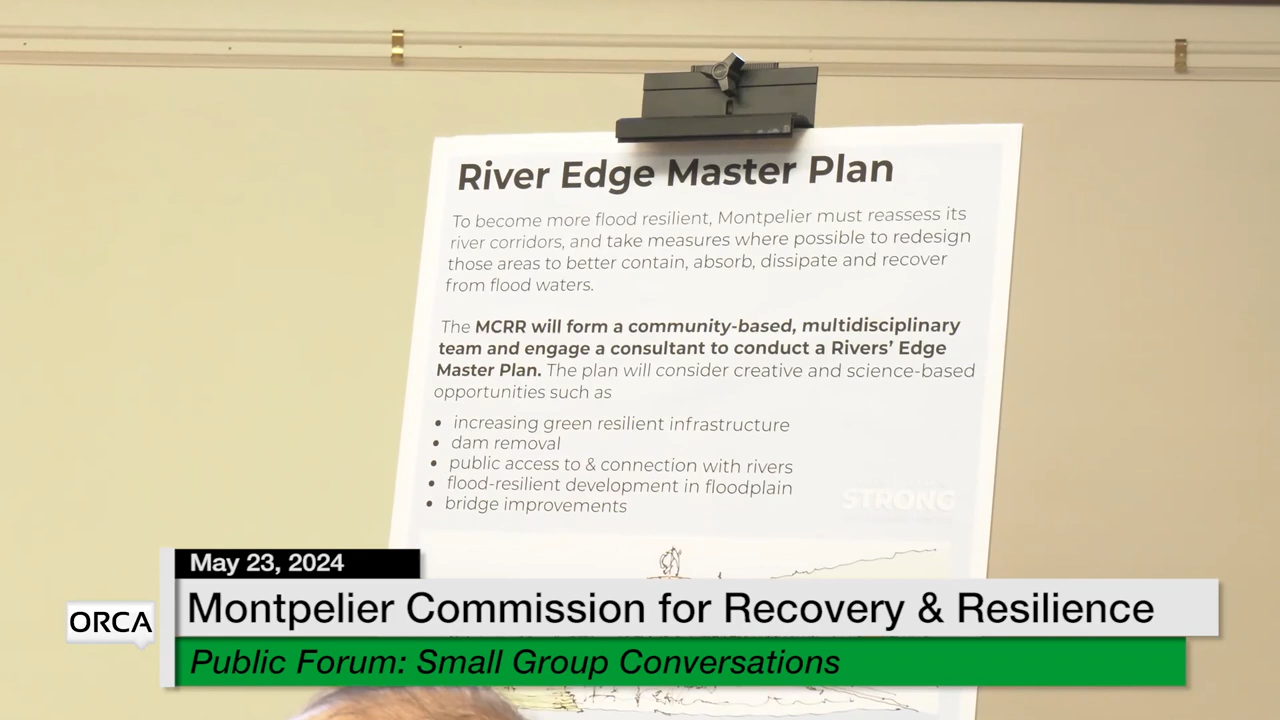 River Edge Master Plan
To become more flood resilient, Montpelier must reassess its
river corridors, and take measures where possible to redesign
those areas to better contain, absorb, dissipate and recover
from flood waters.
The MCRR will form a community-based, multidisciplinary
team and engage a consultant to conduct a Rivers' Edge
Master Plan. The plan will consider creative and science-based
opportunities such as
• increasing green resilient infrastructure
• dam removal
• public access to & connection with rivers
• flood-resilient development in floodplain
• bridge improvements
STRONG
May 23, 2024
ORCA
Montpelier Commission for Recovery & Resilience
Public Forum: Small Group Conversations